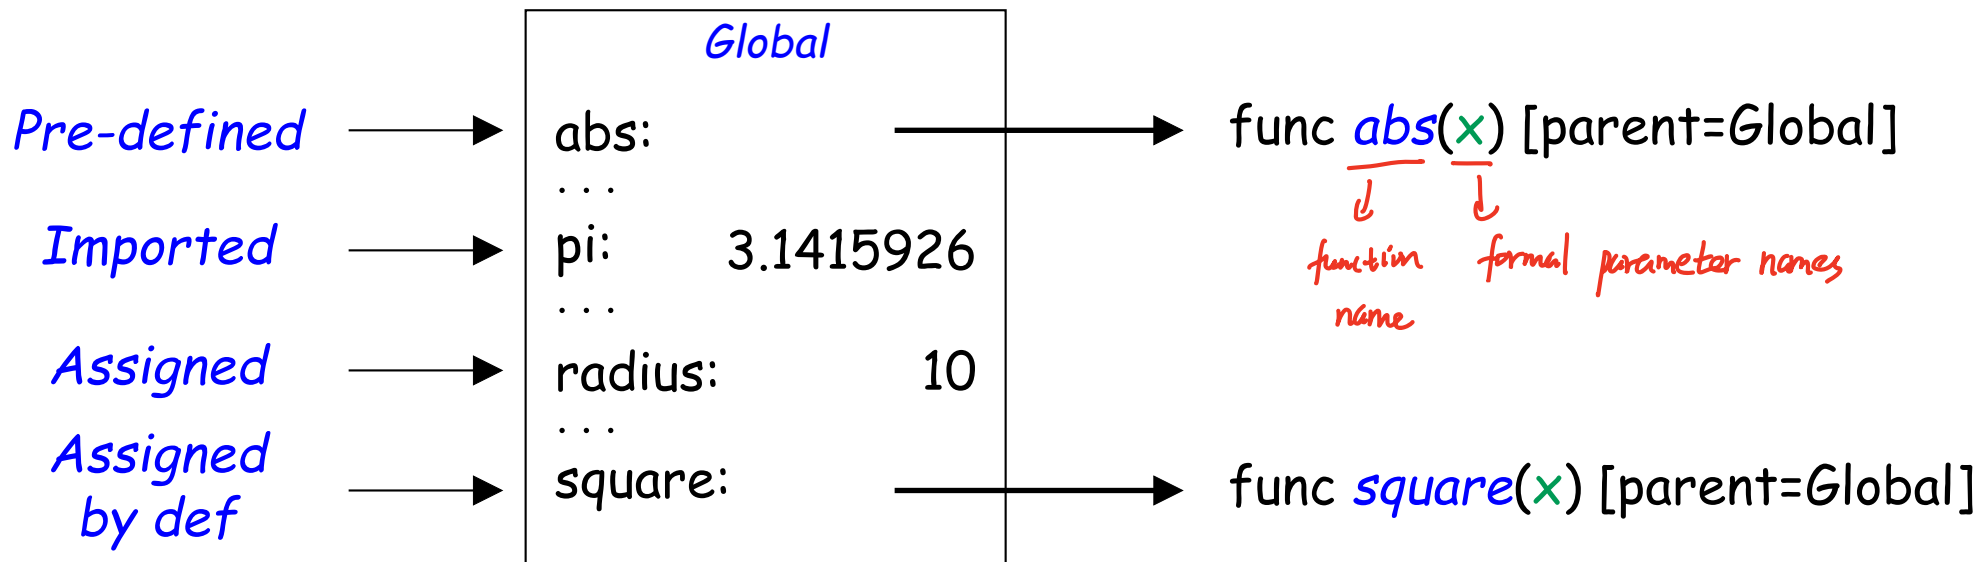 Global
Pre-defined
abs:
func abs(x) [parent=Global]
...
function
name
formal parameter names
Imported
pi: 3.1415926
...
Assigned
radius: 10
...
Assigned
by def
square:
func square(x) [parent=Global]